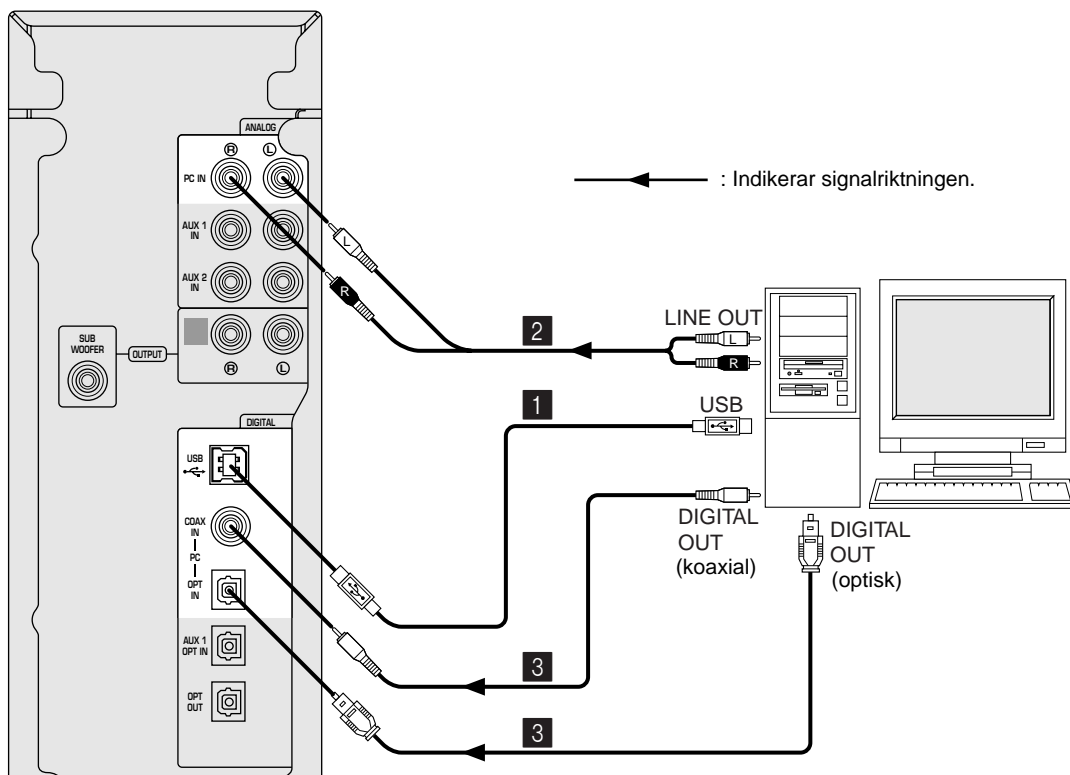 ANALOG
R L
PC IN
AUX 1
IN
AUX 2
IN
SUB
WOOFER
OUTPUT
R L
DIGITAL
USB
COAX
IN
PC
OPT
IN
AUX 1
OPT IN
OPT
OUT
: Indikerar signalriktningen.
L
R
2
LINE OUT
L
R
1
USB
3
DIGITAL
OUT
(koaxial)
DIGITAL
OUT
(optisk)
3